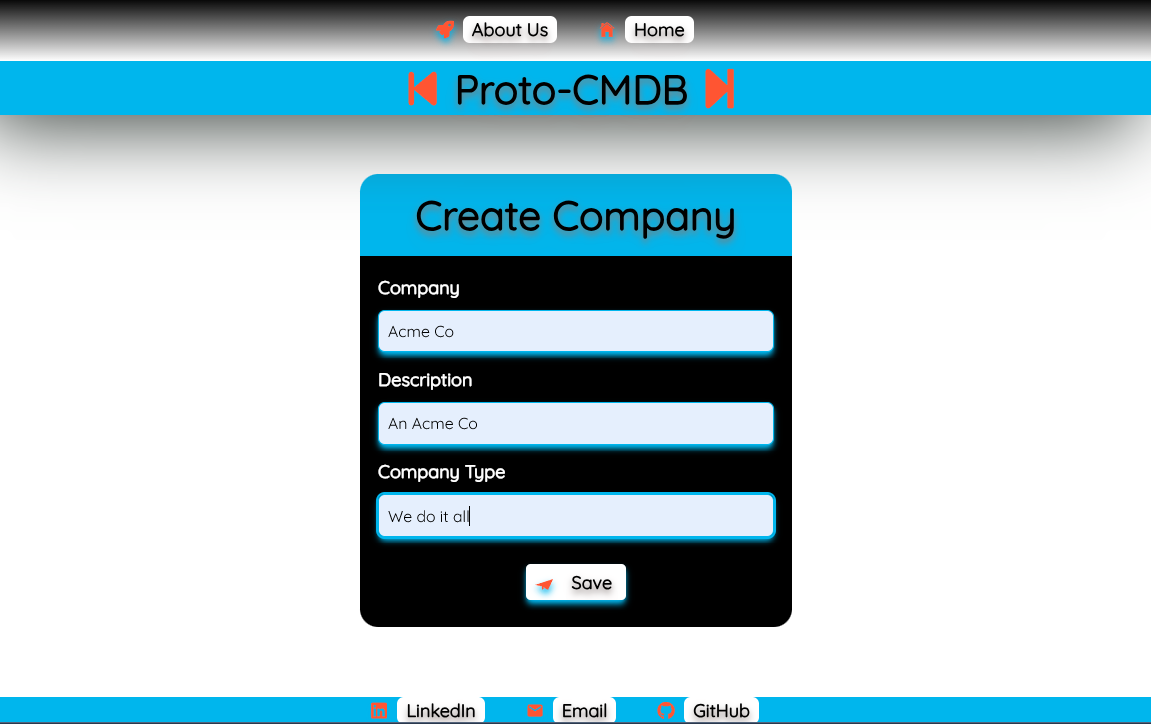 About Us Home
Proto-CMDB
Create Company
Company
Acme Co
Description
An Acme Co
Company Type
We do it all
Save
LinkedIn Email GitHub